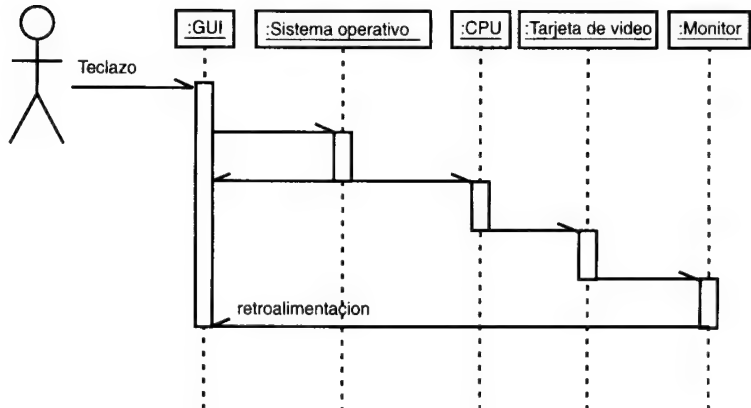 :GUI
:Sistema operativo
:CPU
:Tarjeta de video
:Monitor
Teclazo
retroalimentacion